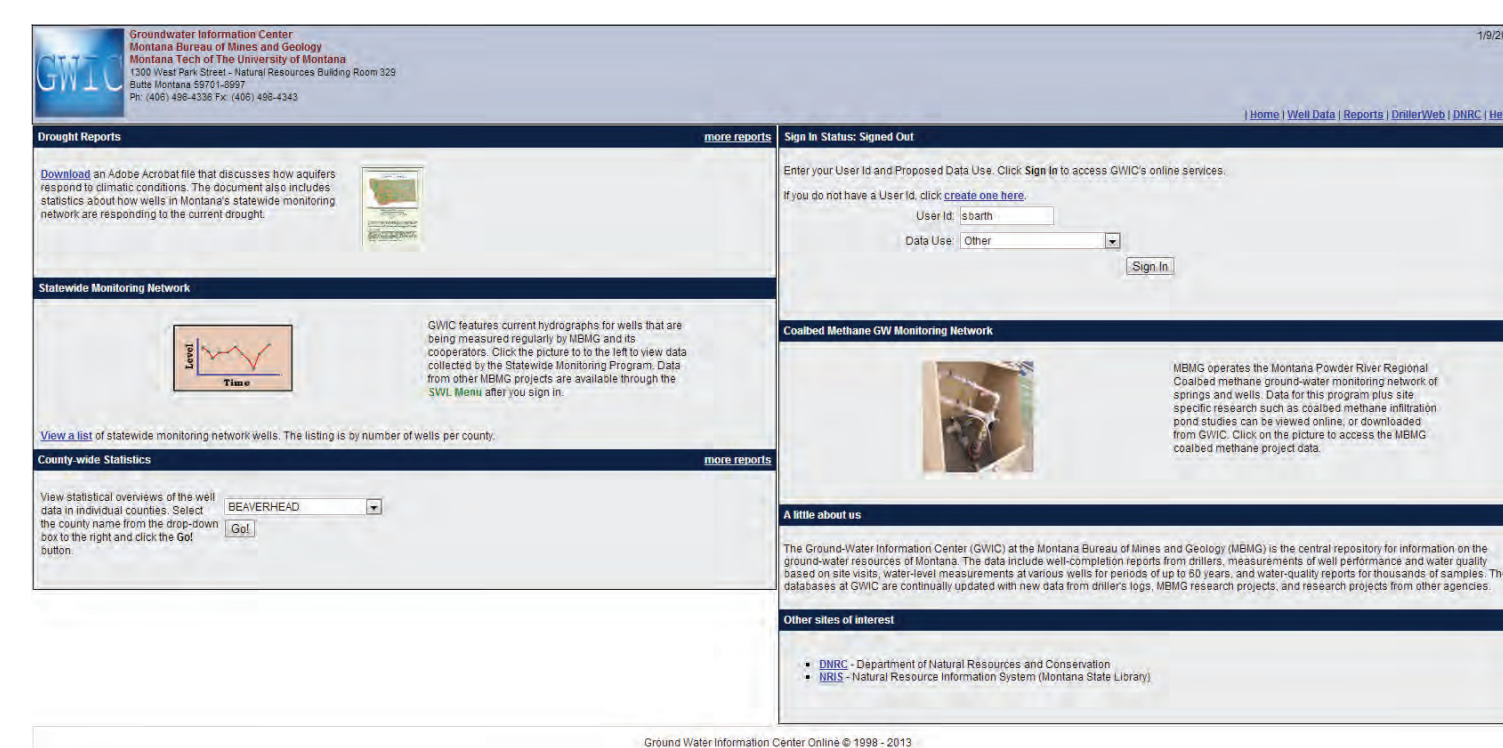 GWIC
Groundwater Information Center
Montana Bureau of Mines and Geology
Montana Tech of The University of Montana
1300 West Park Street - Natural Resources Building Room 329
Butte Montana 59701-8997
Ph: (406) 496-4336 Fx: (406) 496-4343
1/9/20
| Home | Well Data | Reports | DrillerWeb | DNRC | He
Drought Reports more reports
Download an Adobe Acrobat file that discusses how aquifers
respond to climatic conditions. The document also includes
statistics about how wells in Montana's statewide monitoring
network are responding to the current drought.
Statewide Monitoring Network
Level
Time
GWIC features current hydrographs for wells that are
being measured regularly by MBMG and its
cooperators. Click the picture to to the left to view data
collected by the Statewide Monitoring Program. Data
from other MBMG projects are available through the
SWL Menu after you sign in.
View a list of statewide monitoring network wells. The listing is by number of wells per county.
County-wide Statistics more reports
View statistical overviews of the well
data in individual counties. Select
the county name from the drop-down
box to the right and click the Go!
button.
BEAVERHEAD
Go!
Sign In Status: Signed Out
Enter your User Id and Proposed Data Use. Click Sign In to access GWIC's online services.
If you do not have a User Id, click create one here.
User Id: sbarth
Data Use: Other
Sign In
Coalbed Methane GW Monitoring Network
MBMG operates the Montana Powder River Regional
Coalbed methane ground-water monitoring network of
springs and wells. Data for this program plus site
specific research such as coalbed methane infiltration
pond studies can be viewed online, or downloaded
from GWIC. Click on the picture to access the MBMG
coalbed methane project data.
A little about us
The Ground-Water Information Center (GWIC) at the Montana Bureau of Mines and Geology (MBMG) is the central repository for information on the
ground-water resources of Montana. The data include well-completion reports from drillers, measurements of well performance and water quality
based on site visits, water-level measurements at various wells for periods of up to 60 years, and water-quality reports for thousands of samples. Th
databases at GWIC are continually updated with new data from driller's logs, MBMG research projects, and research projects from other agencies.
Other sites of interest
DNRC - Department of Natural Resources and Conservation
NRIS - Natural Resource Information System (Montana State Library)
Ground Water Information Center Online © 1998 - 2013